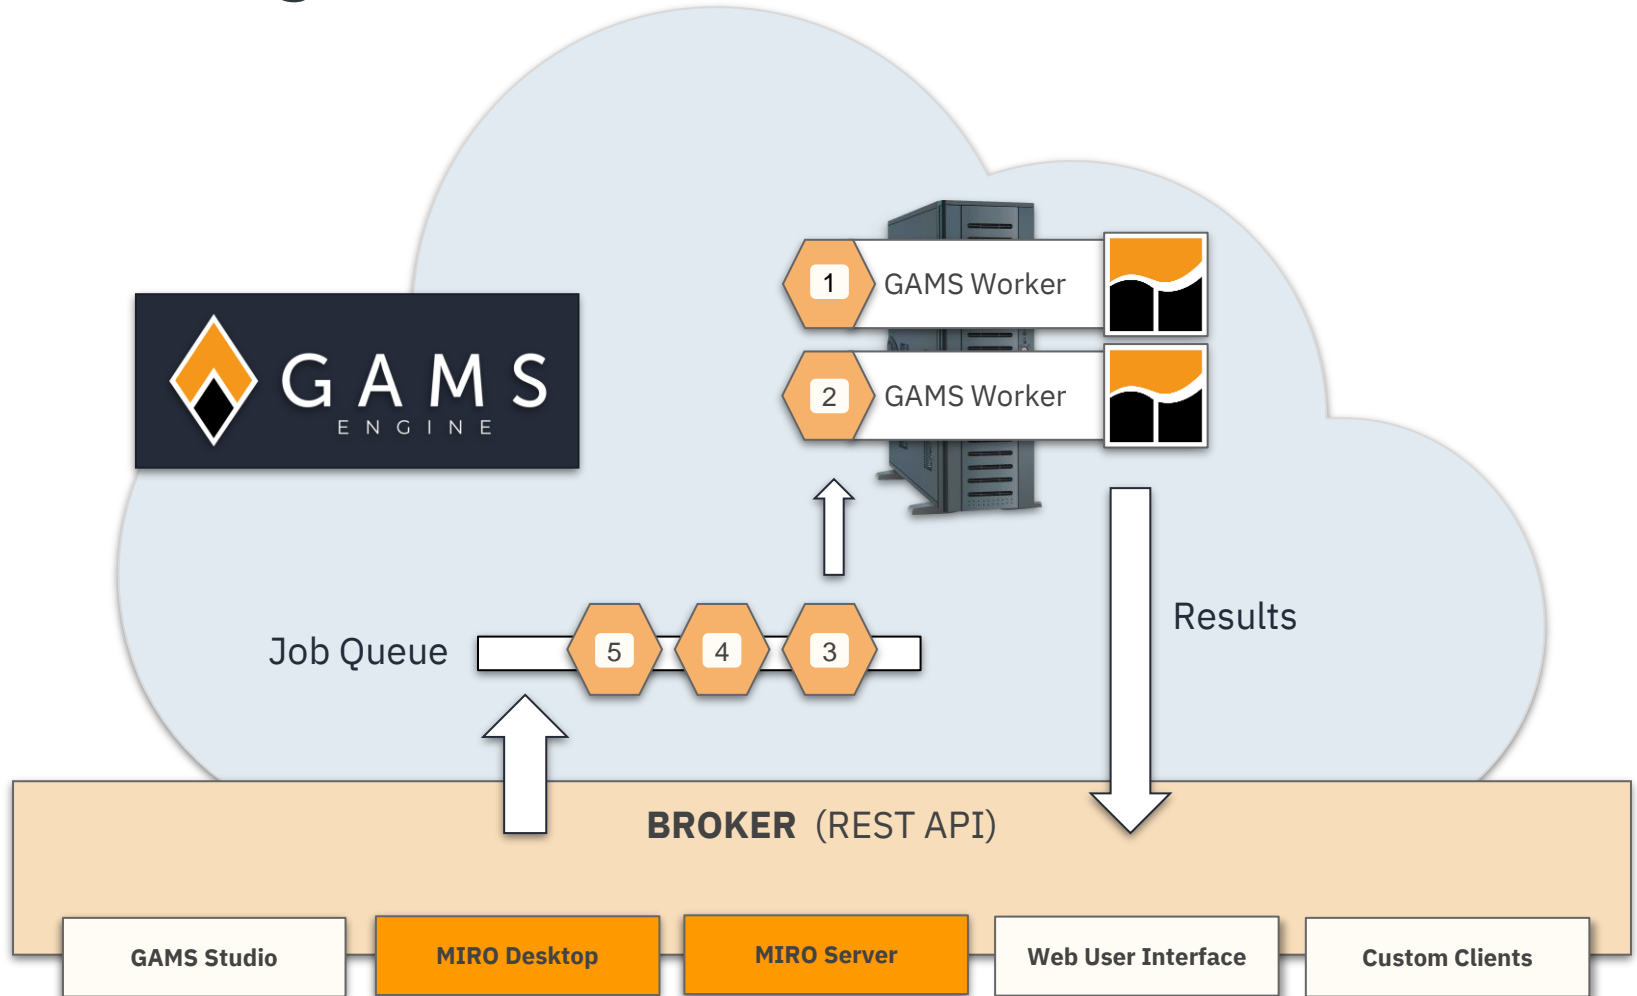 1
GAMS Worker
2
GAMS Worker
GAMS
ENGINE
Job Queue
5
4
3
Results
BROKER (REST API)
GAMS Studio
MIRO Desktop
MIRO Server
Web User Interface
Custom Clients